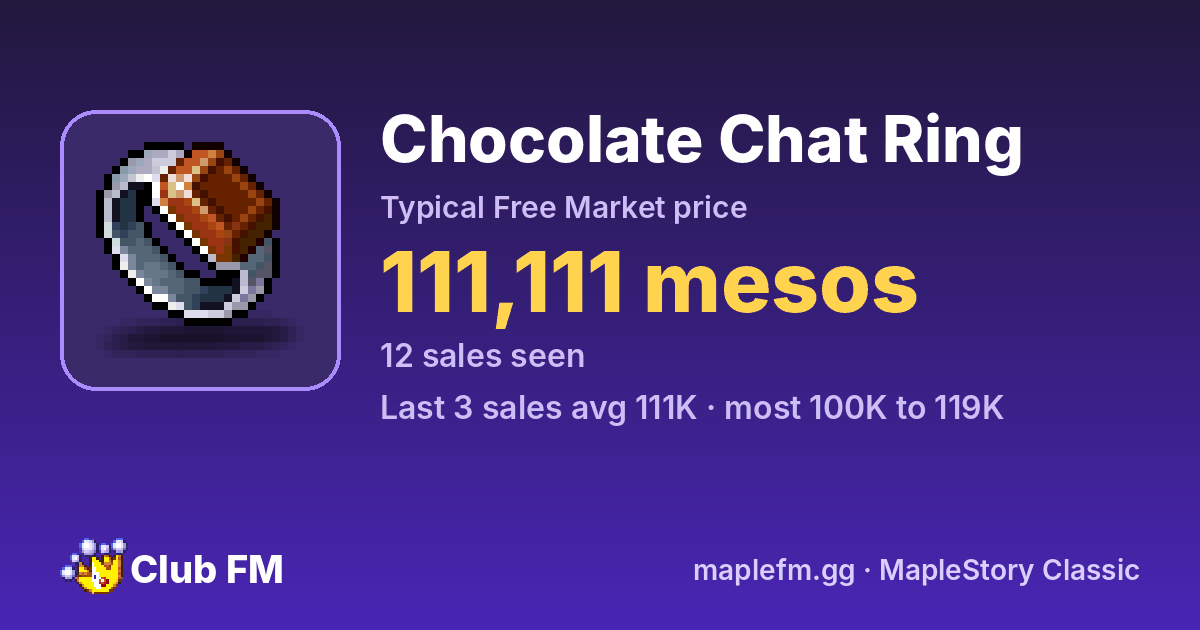 Chocolate Chat Ring
Typical Free Market price
111,111 mesos
12 sales seen
Last 3 sales avg 111K · most 100K to 119K
Club FM
maplefm.gg · MapleStory Classic